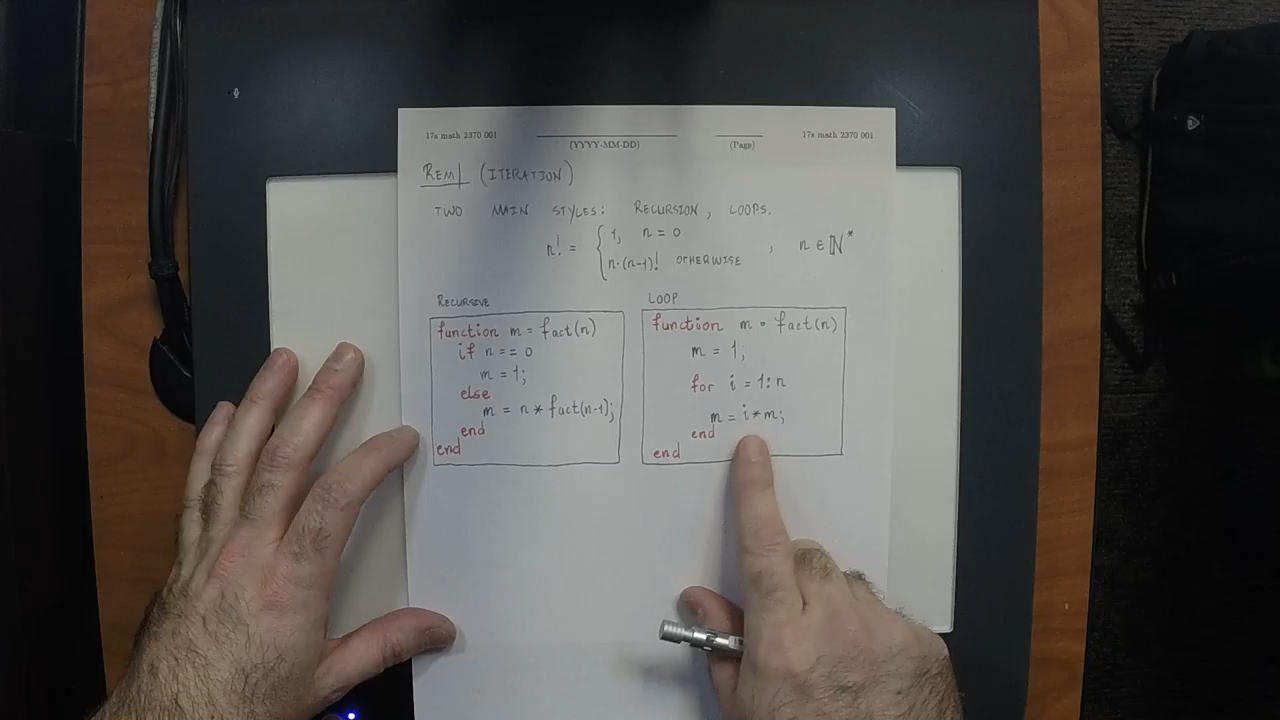 17s math 2370 001 (YYYY-MM-DD) (Page) 17s math 2370 001
REM (ITERATION)
TWO MAIN STYLES: RECURSION, LOOPS.
n! = { 1, n = 0
n·(n-1)! OTHERWISE , n ∈ ℕ*
RECURSIVE
function m = fact(n)
if n == 0
m = 1;
else
m = n * fact(n-1);
end
end
LOOP
function m = fact(n)
m = 1;
for i = 1:n
m = i * m;
end
end